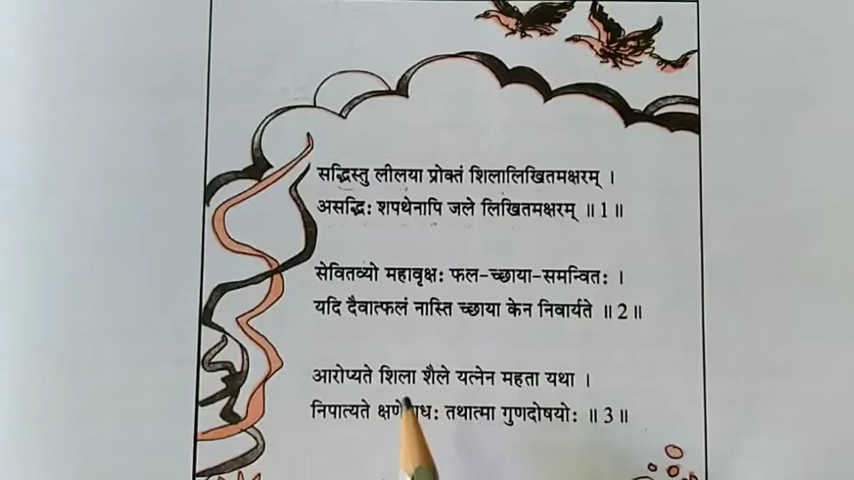 सद्भिस्तु लीलया प्रोक्तं शिलालिखितमक्षरम् ।
असद्भि: शपथेनापि जले लिखितमक्षरम् ॥1॥
सेवितव्यो महावृक्ष: फल-च्छाया-समन्वित: ।
यदि दैवात्फलं नास्ति च्छाया केन निवार्यते ॥2॥
आरोप्यते शिला शैले यत्नेन महता यथा ।
निपात्यते तथात्मा गुणदोषयो: ॥3॥